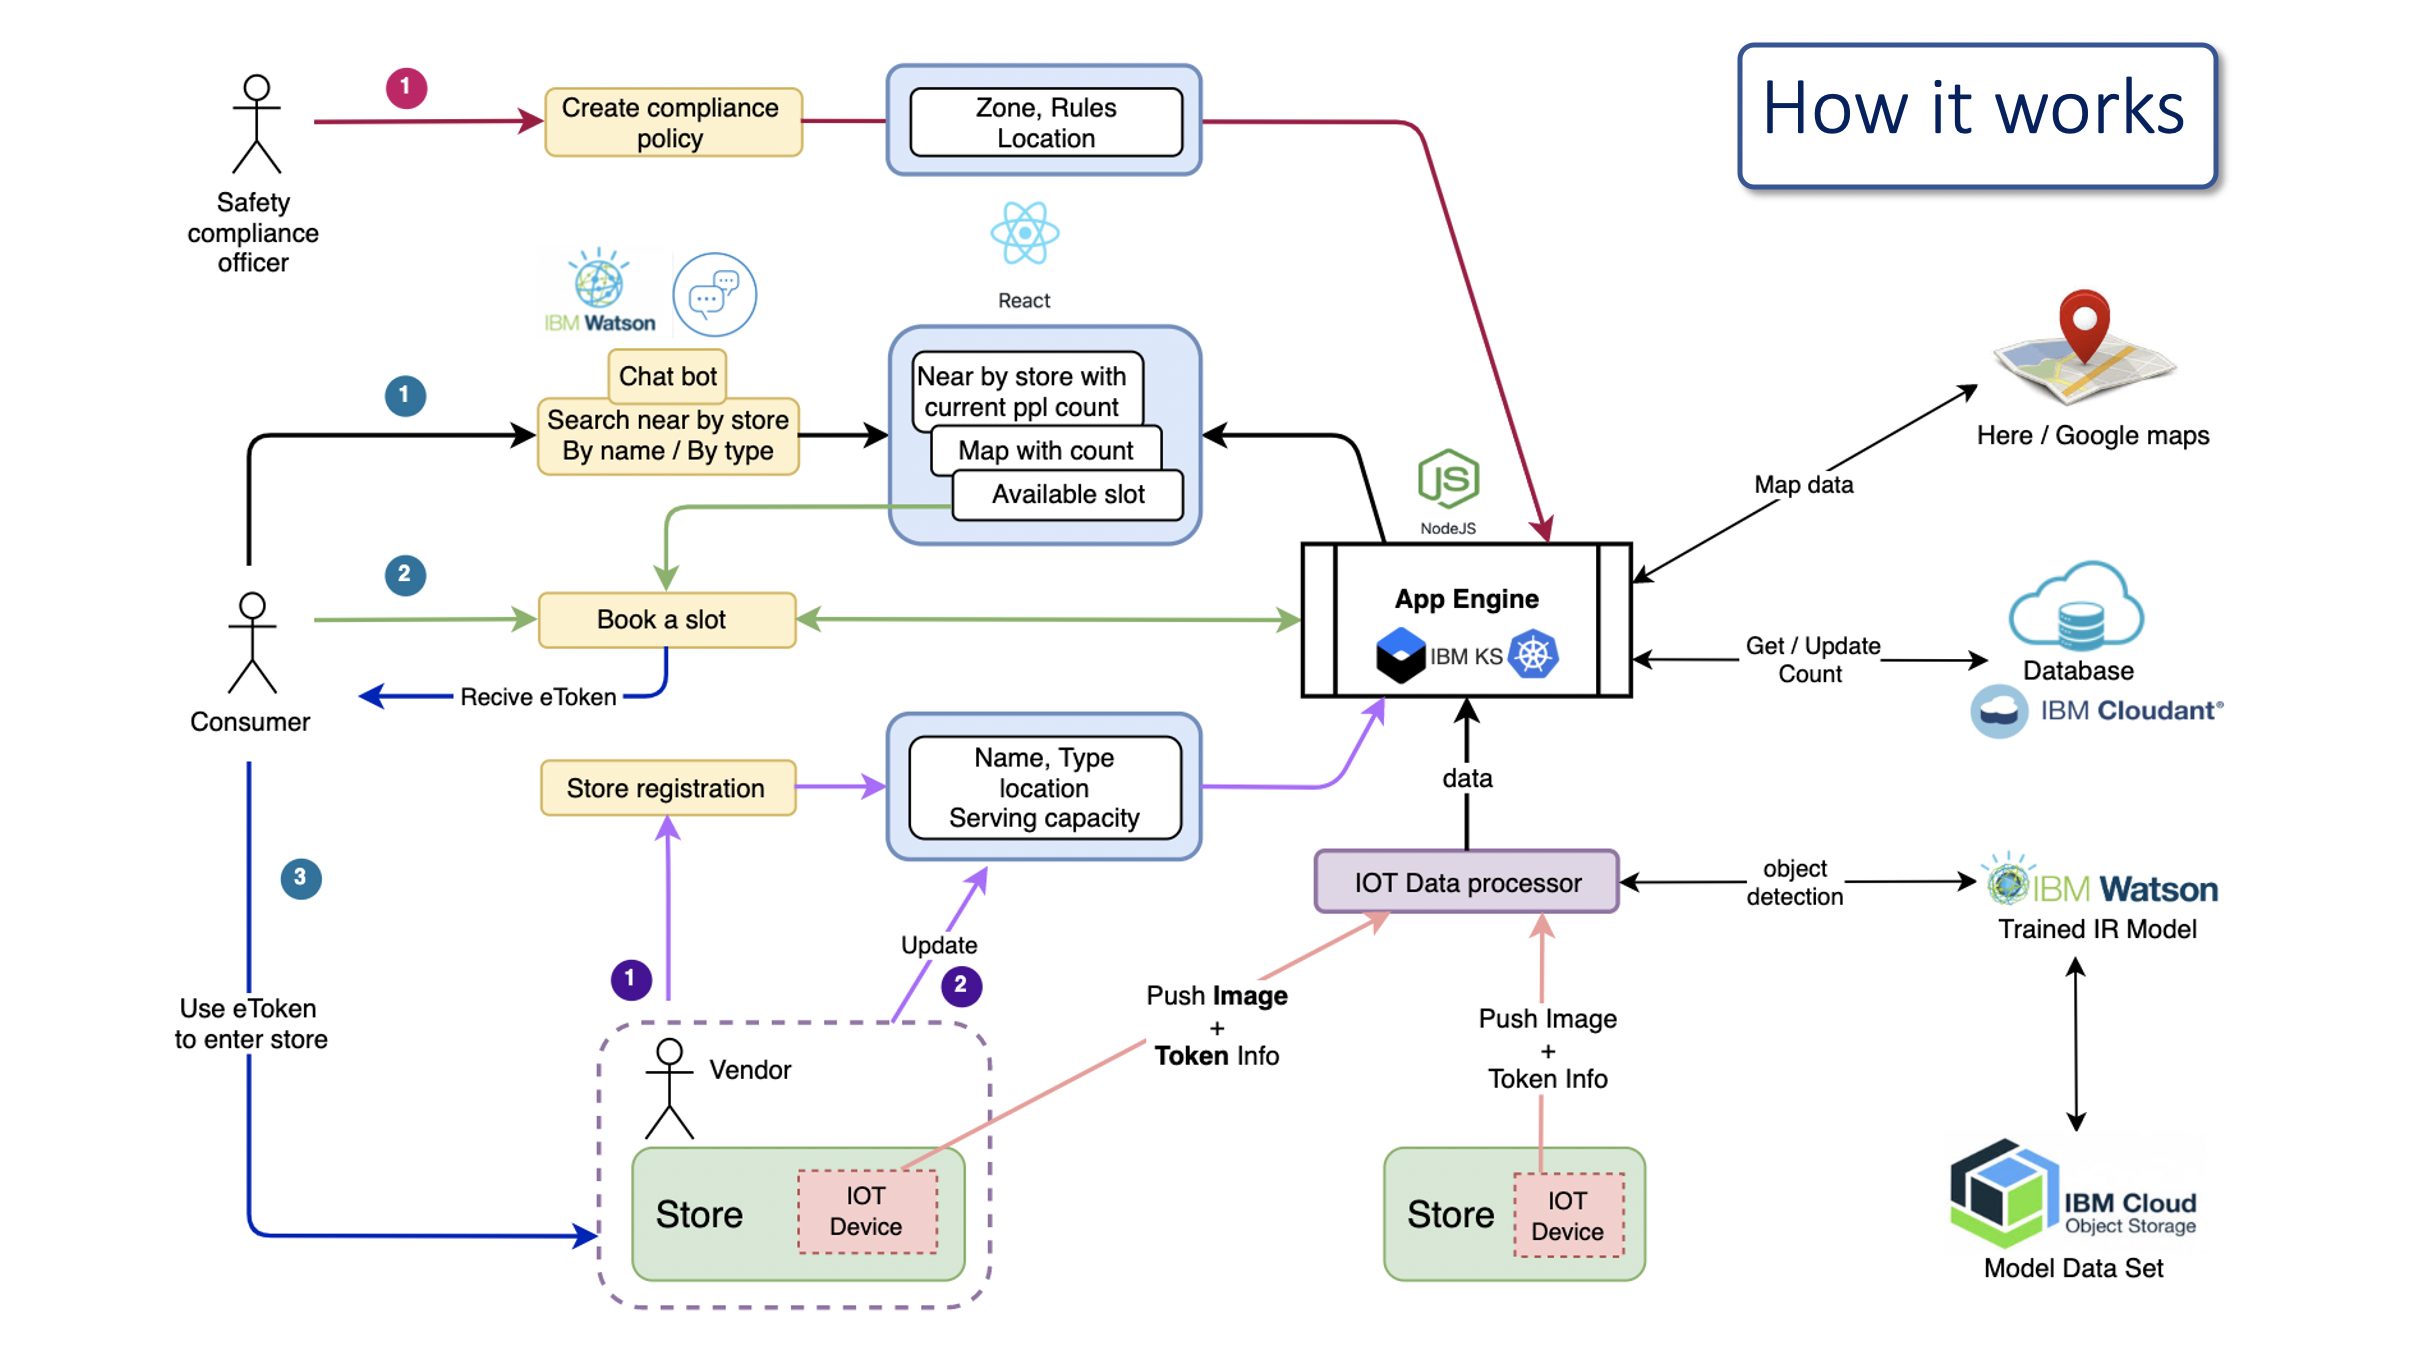 How it works
1
Create compliance
policy
Zone, Rules
Location
Safety
compliance
officer
React
IBM Watson
Chat bot
1
Search near by store
By name / By type
Near by store with
current ppl count
Map with count
Available slot
Here / Google maps
Map data
JS
NodeJS
2
Book a slot
App Engine
IBM KS
Get / Update
Count
Database
IBM Cloudant®
Recive eToken
Consumer
Store registration
Name, Type
location
Serving capacity
data
3
IOT Data processor
object
detection
IBM Watson
Trained IR Model
Update
1
2
Push Image
+
Token Info
Push Image
+
Token Info
Use eToken
to enter store
Vendor
Store
IOT
Device
Store
IOT
Device
IBM Cloud
Object Storage
Model Data Set